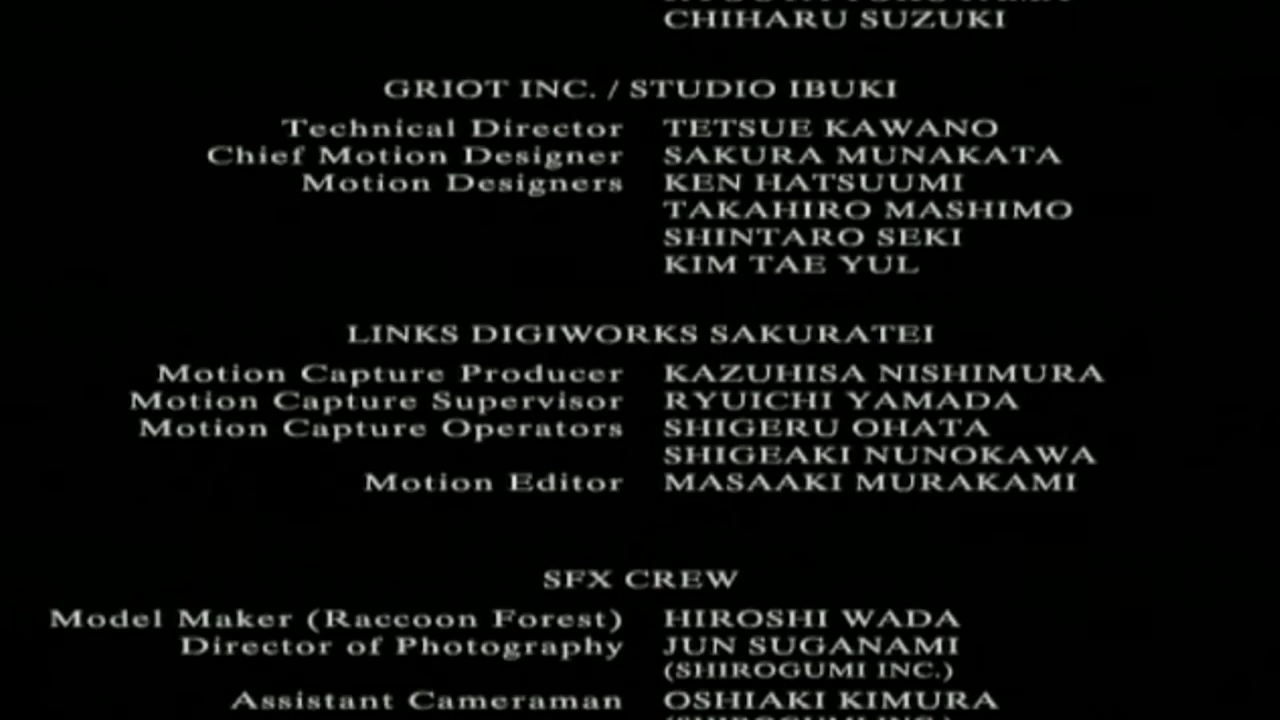 CHIHARU SUZUKI
GRIOT INC. / STUDIO IBUKI
Technical Director TETSUE KAWANO
Chief Motion Designer SAKURA MUNAKATA
Motion Designers KEN HATSUUMI
TAKAHIRO MASHIMO
SHINTARO SEKI
KIM TAE YUL
LINKS DIGIWORKS SAKURATEI
Motion Capture Producer KAZUHISA NISHIMURA
Motion Capture Supervisor RYUICHI YAMADA
Motion Capture Operators SHIGERU OHATA
SHIGEAKI NUNOKAWA
Motion Editor MASAAKI MURAKAMI
SFX CREW
Model Maker (Raccoon Forest) HIROSHI WADA
Director of Photography JUN SUGANAMI
(SHIROGUMI INC.)
Assistant Cameraman OSHIAKI KIMURA